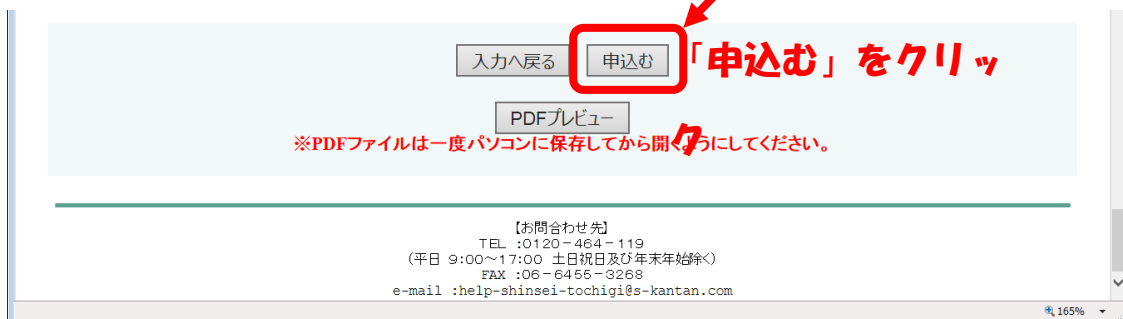 入力へ戻る 申込む 「申込む」をクリッ
ク
PDFプレビュー
※PDFファイルは一度パソコンに保存してから開くようにしてください。
【お問合わせ先】
TEL :0120-464-119
(平日 9:00~17:00 土日祝日及び年末年始除く)
FAX :06-6455-3268
e-mail :help-shinsei-tochigi@s-kantan.com
165%